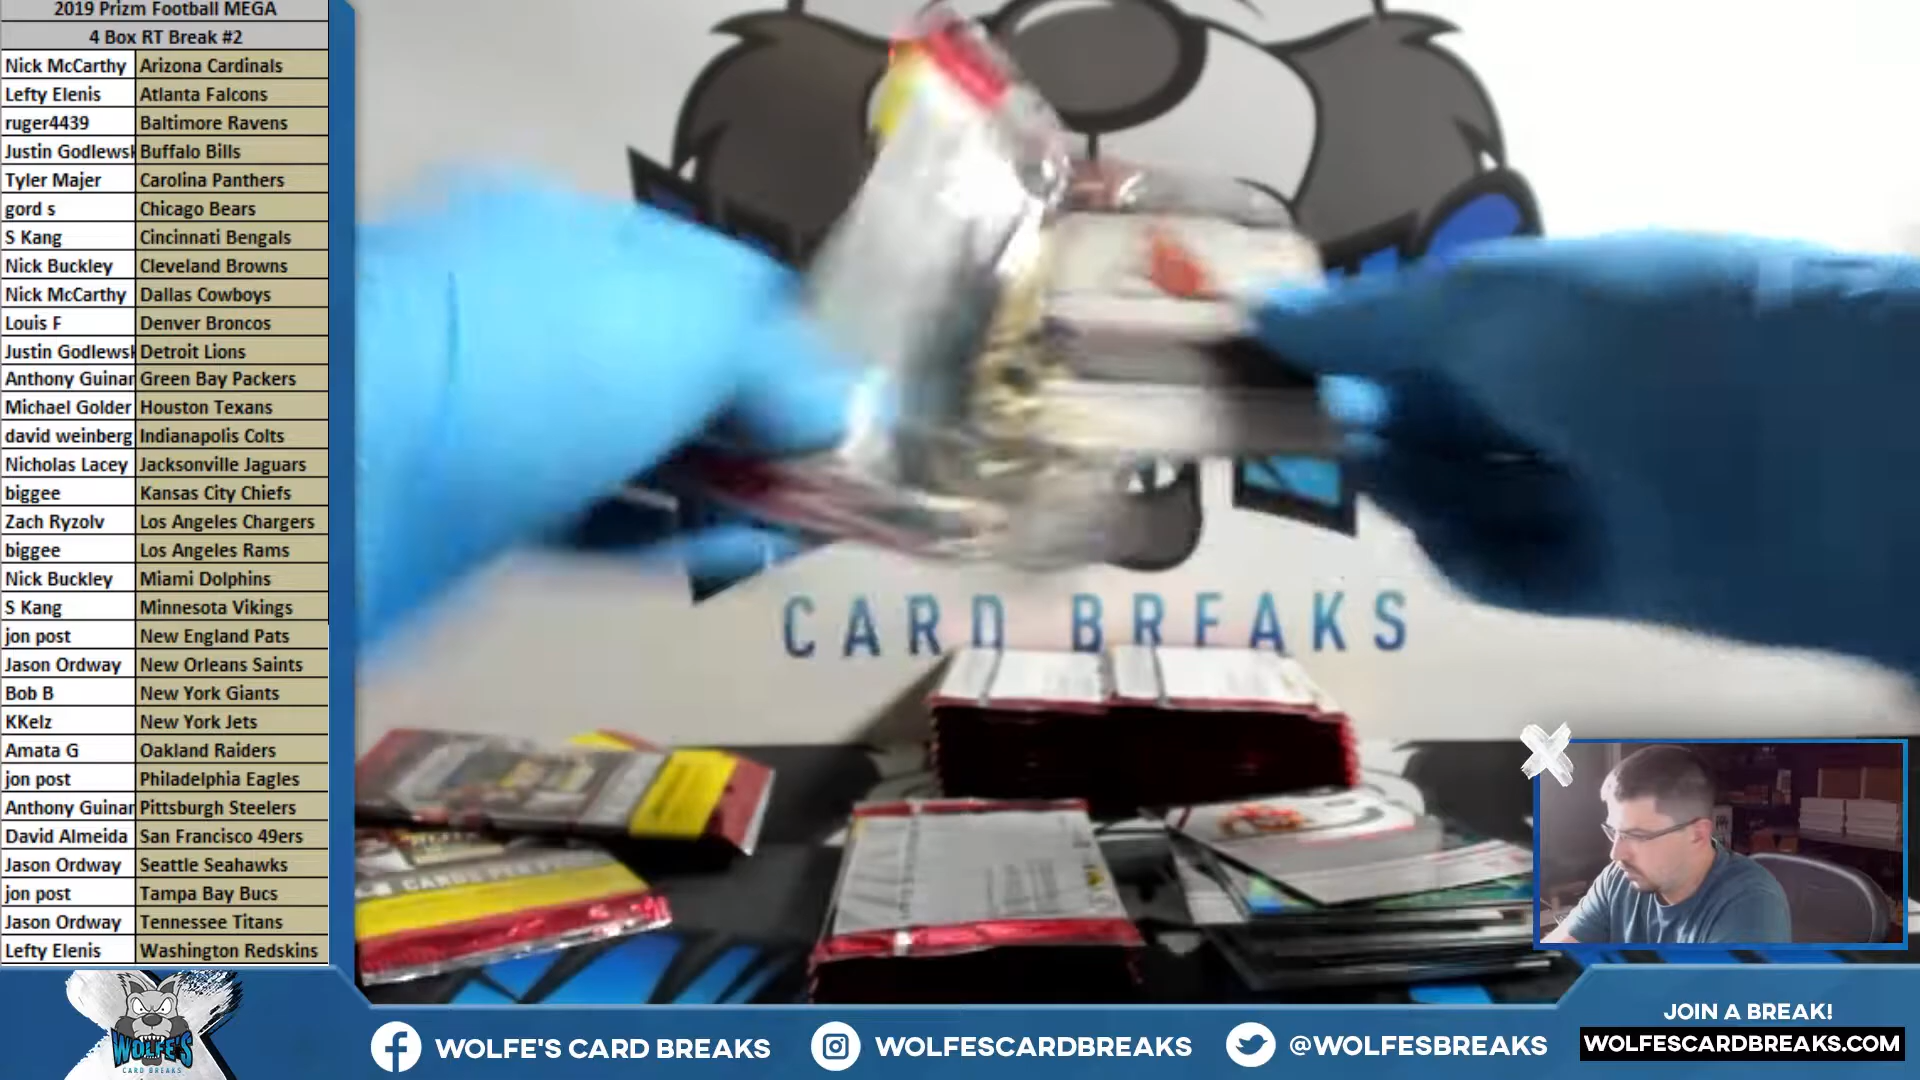 2019 Prizm Football MEGA
4 Box RT Break #2
Nick McCarthy Arizona Cardinals
Lefty Elenis Atlanta Falcons
ruger4439 Baltimore Ravens
Justin Godlewsk Buffalo Bills
Tyler Majer Carolina Panthers
gord s Chicago Bears
S Kang Cincinnati Bengals
Nick Buckley Cleveland Browns
Nick McCarthy Dallas Cowboys
Louis F Denver Broncos
Justin Godlewsk Detroit Lions
Anthony Guinar Green Bay Packers
Michael Golder Houston Texans
david weinberg Indianapolis Colts
Nicholas Lacey Jacksonville Jaguars
biggee Kansas City Chiefs
Zach Ryzolv Los Angeles Chargers
biggee Los Angeles Rams
Nick Buckley Miami Dolphins
S Kang Minnesota Vikings
jon post New England Pats
Jason Ordway New Orleans Saints
Bob B New York Giants
KKelz New York Jets
Amata G Oakland Raiders
jon post Philadelphia Eagles
Anthony Guinar Pittsburgh Steelers
David Almeida San Francisco 49ers
Jason Ordway Seattle Seahawks
jon post Tampa Bay Bucs
Jason Ordway Tennessee Titans
Lefty Elenis Washington Redskins
CARD BREAKS
CARDS PER
WOLFE'S
CARD BREAKS
WOLFE'S CARD BREAKS
WOLFESCARDBREAKS
@WOLFESBREAKS
JOIN A BREAK!
WOLFESCARDBREAKS.COM